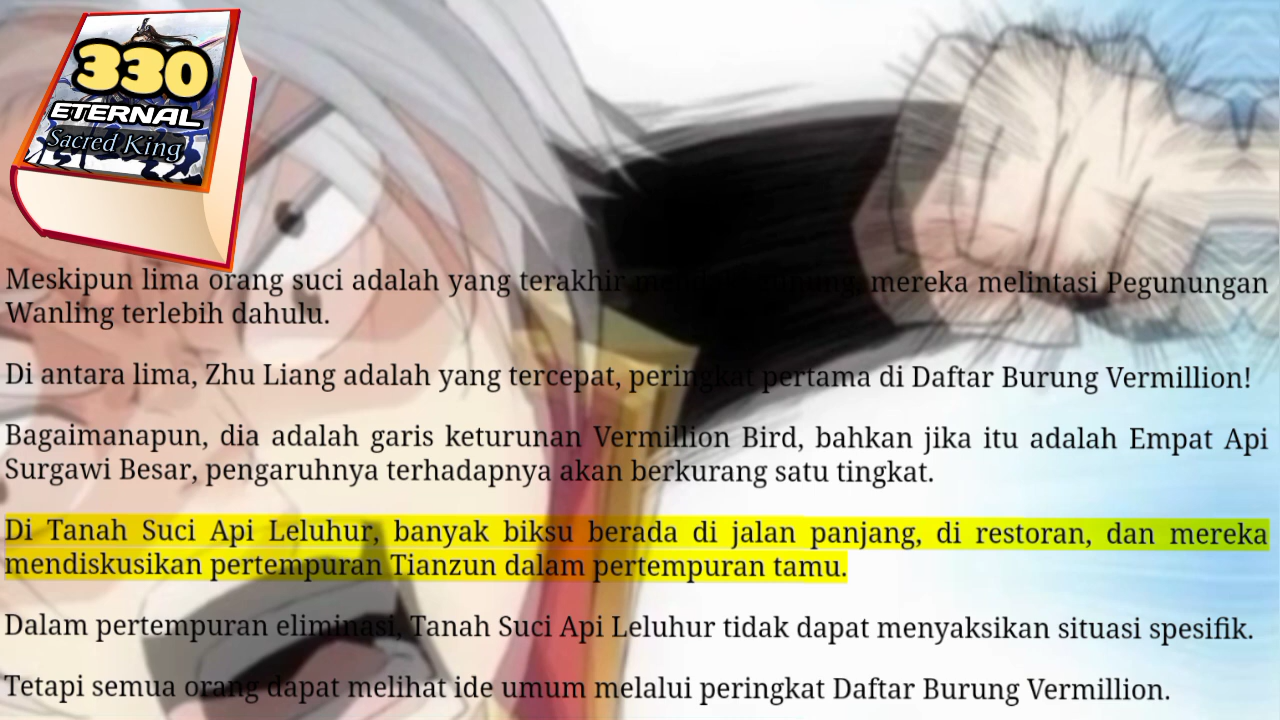 330
ETERNAL
Sacred King
Meskipun lima orang suci adalah yang terakhir mereka melintasi Pegunungan
Wanling terlebih dahulu.
Di antara lima, Zhu Liang adalah yang tercepat, peringkat pertama di Daftar Burung Vermillion!
Bagaimanapun, dia adalah garis keturunan Vermillion Bird, bahkan jika itu adalah Empat Api
Surgawi Besar, pengaruhnya terhadapnya akan berkurang satu tingkat.
Di Tanah Suci Api Leluhur, banyak biksu berada di jalan panjang, di restoran, dan mereka
mendiskusikan pertempuran Tianzun dalam pertempuran tamu.
Dalam pertempuran eliminasi, Tanah Suci Api Leluhur tidak dapat menyaksikan situasi spesifik.
Tetapi semua orang dapat melihat ide umum melalui peringkat Daftar Burung Vermillion.